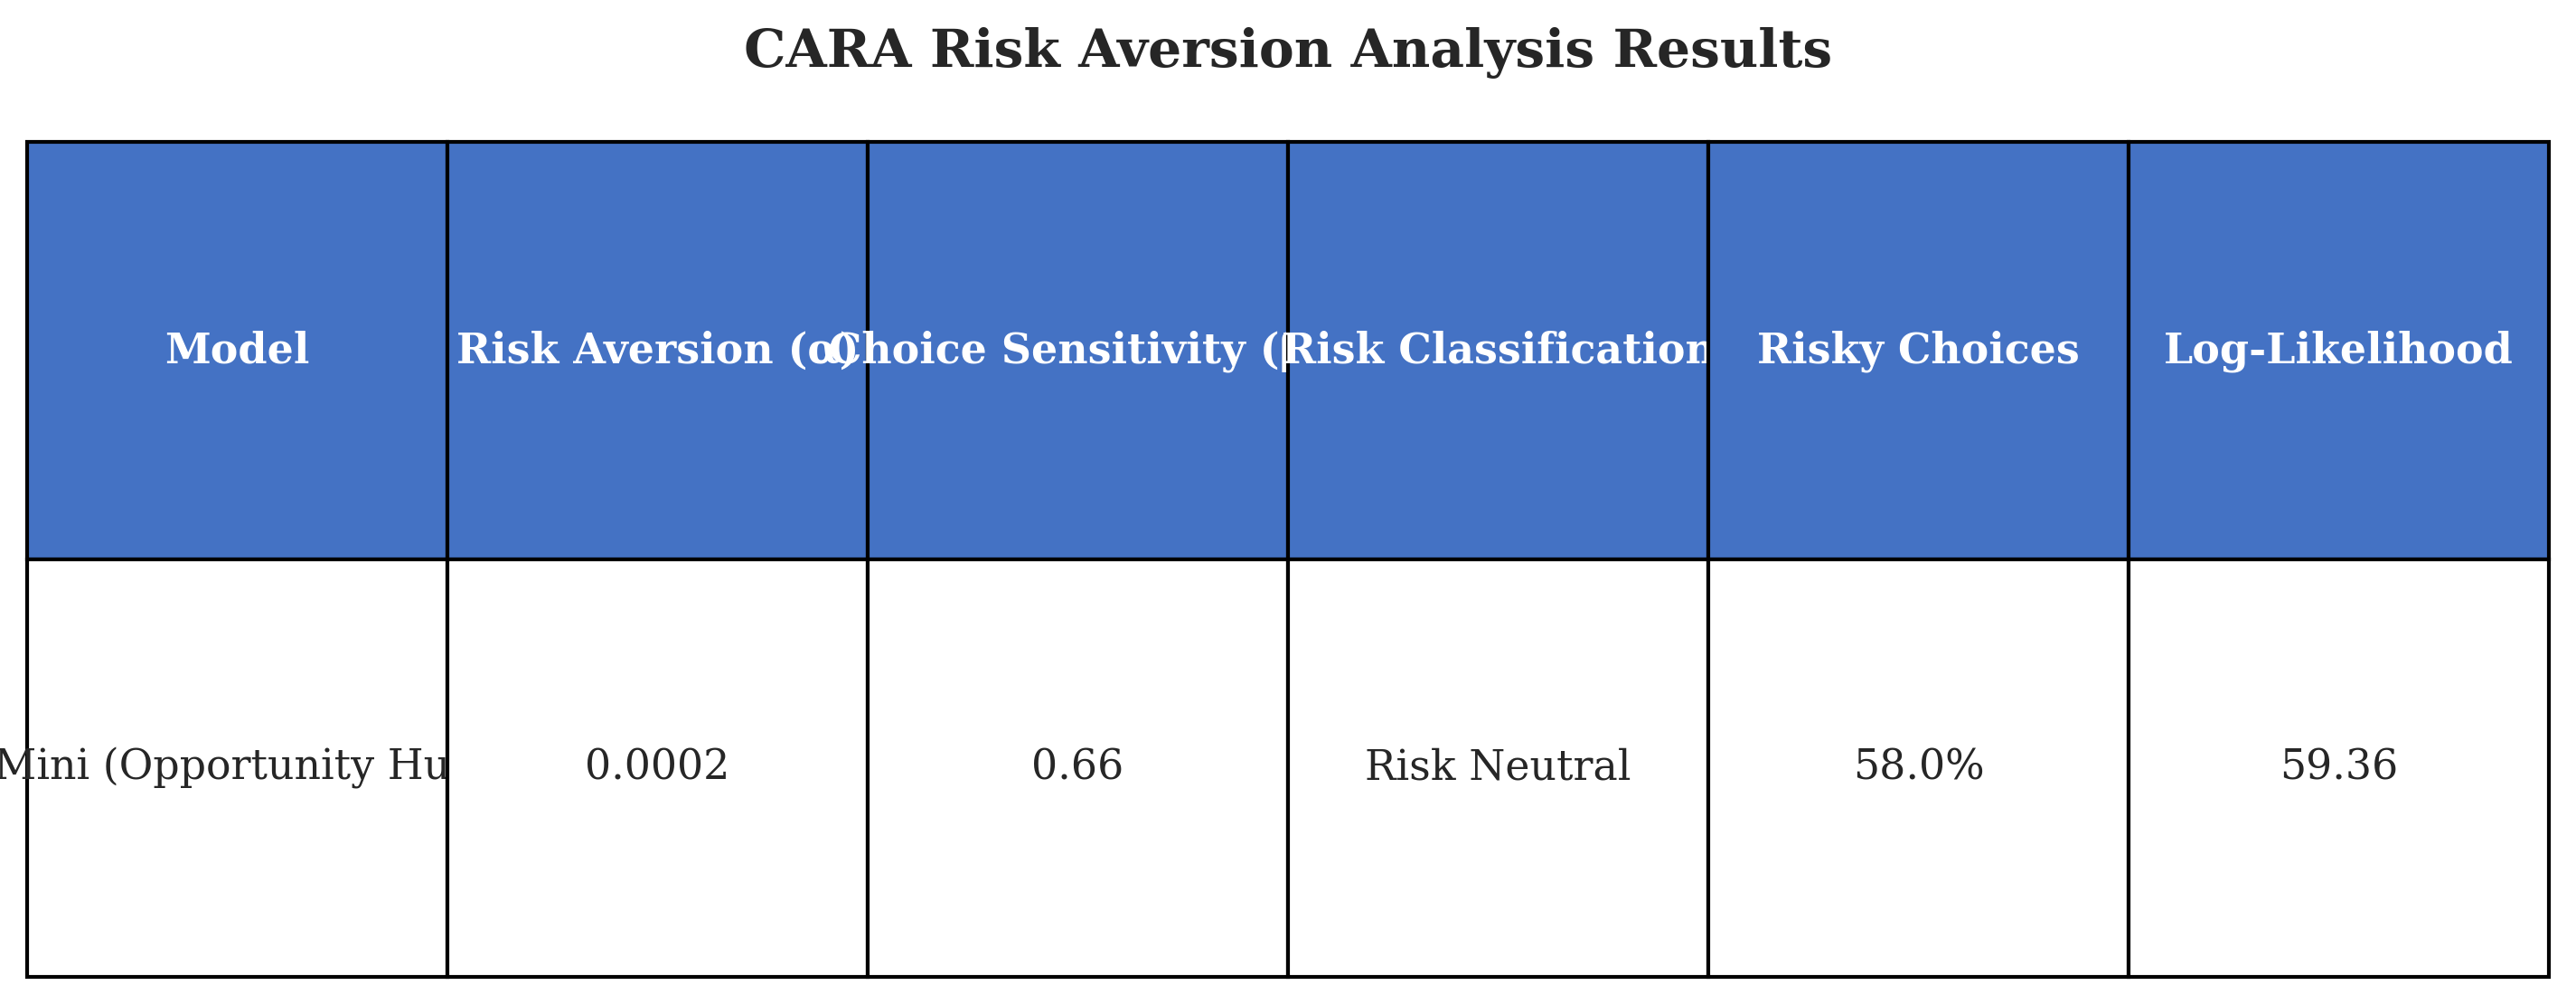 CARA Risk Aversion Analysis Results
Model Risk Aversion (α) Choice Sensitivity ( Risk Classification Risky Choices Log-Likelihood
Mini (Opportunity Hu 0.0002 0.66 Risk Neutral 58.0% 59.36